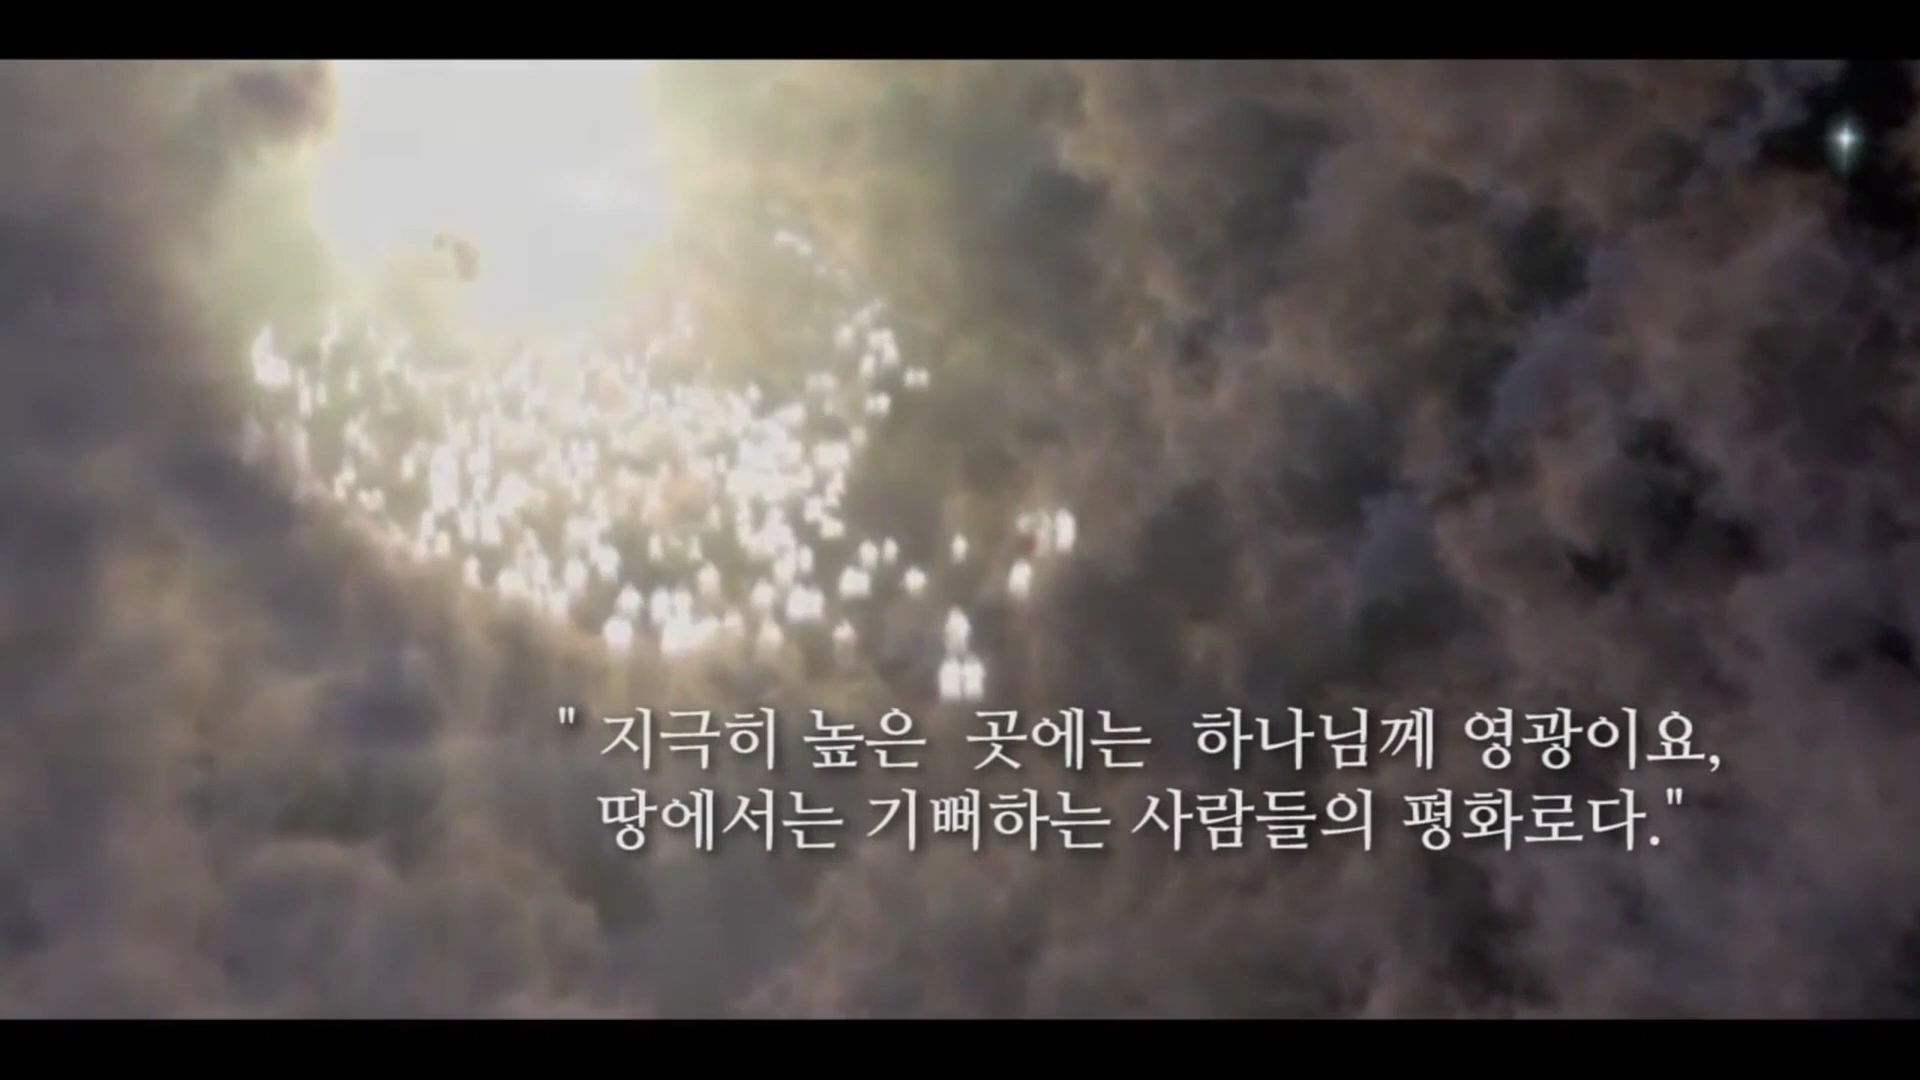 " 지극히 높은 곳에는 하나님께 영광이요,
땅에서는 기뻐하는 사람들의 평화로다."